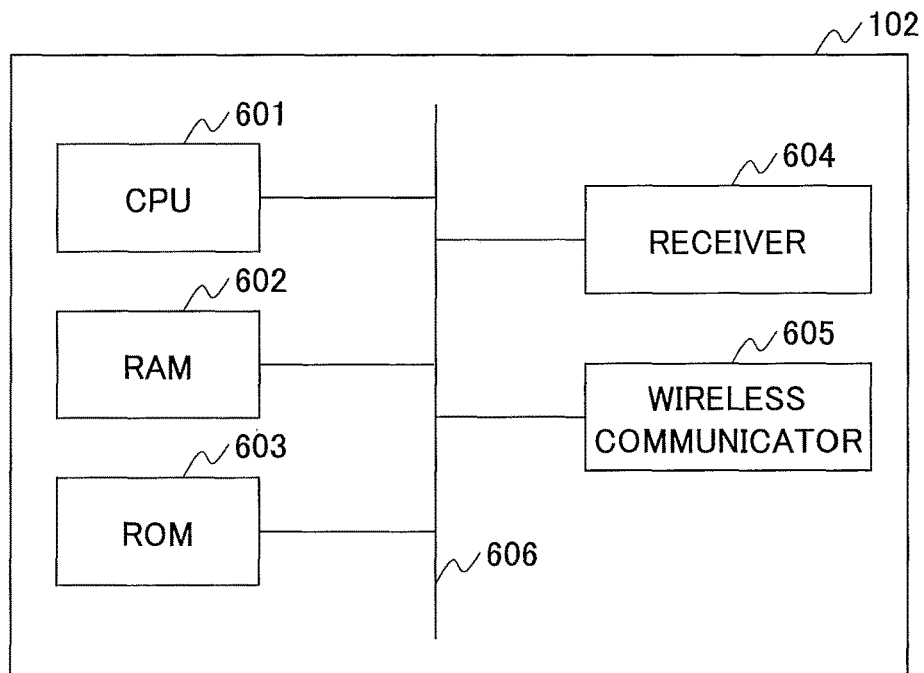 102
601
CPU
604
RECEIVER
602
RAM
605
WIRELESS
COMMUNICATOR
603
ROM
606